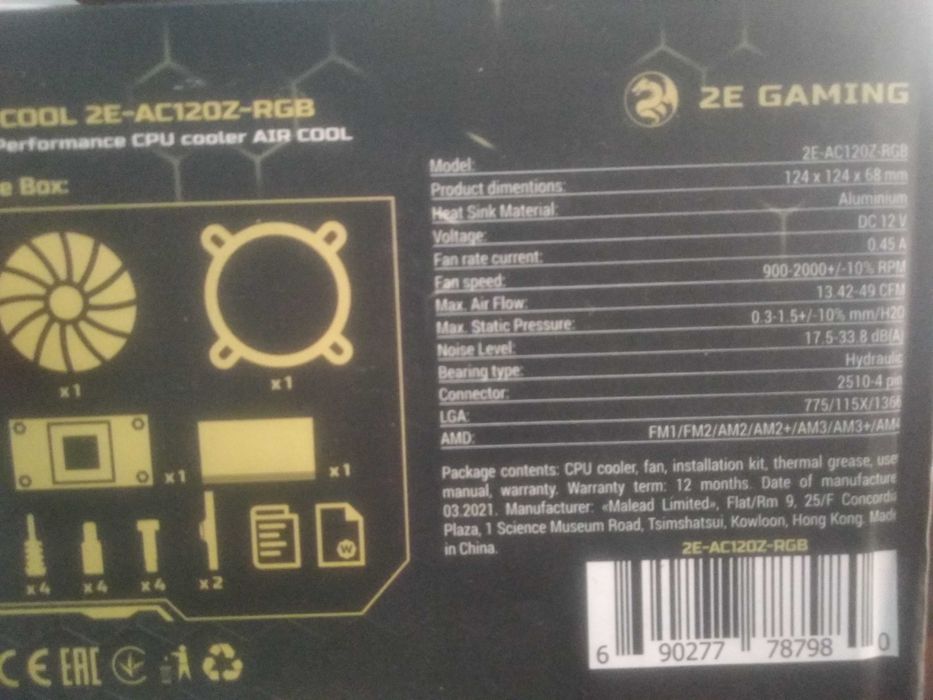 COOL 2E-AC120Z-RGB
Performance CPU cooler AIR COOL
e Box:
x1
x1
x1
x1
x4
x4
x4
x2
W
CE EAC
2E GAMING
Model: 2E-AC120Z-RGB
Product dimentions: 124 x 124 x 68 mm
Heat Sink Material: Aluminium
Voltage: DC 12 V
Fan rate current: 0.45 A
Fan speed: 900-2000+/-10% RPM
Max. Air Flow: 13.42-49 CFM
Max. Static Pressure: 0.3-1.5+/-10% mm/H20
Noise Level: 17.5-33.8 dB(A)
Bearing type: Hydraulic
Connector: 2510-4 pin
LGA: 775/115X/1366
AMD: FM1/FM2/AM2/AM2+/AM3/AM3+/AM4
Package contents: CPU cooler, fan, installation kit, thermal grease, user
manual, warranty. Warranty term: 12 months. Date of manufacture
03.2021. Manufacturer: «Malead Limited», Flat/Rm 9, 25/F Concordia
Plaza, 1 Science Museum Road, Tsimshatsui, Kowloon, Hong Kong. Made
in China.
2E-AC120Z-RGB
6 90277 78798 0